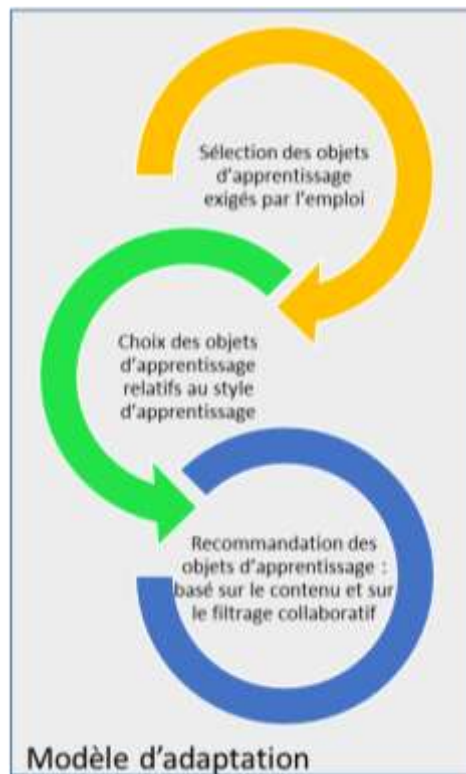 Sélection des objets
d'apprentissage
exigés par l'emploi
Choix des objets
d'apprentissage
relatifs au style
d'apprentissage
Recommandation des
objets d'apprentissage :
basé sur le contenu et sur
le filtrage collaboratif
Modèle d'adaptation